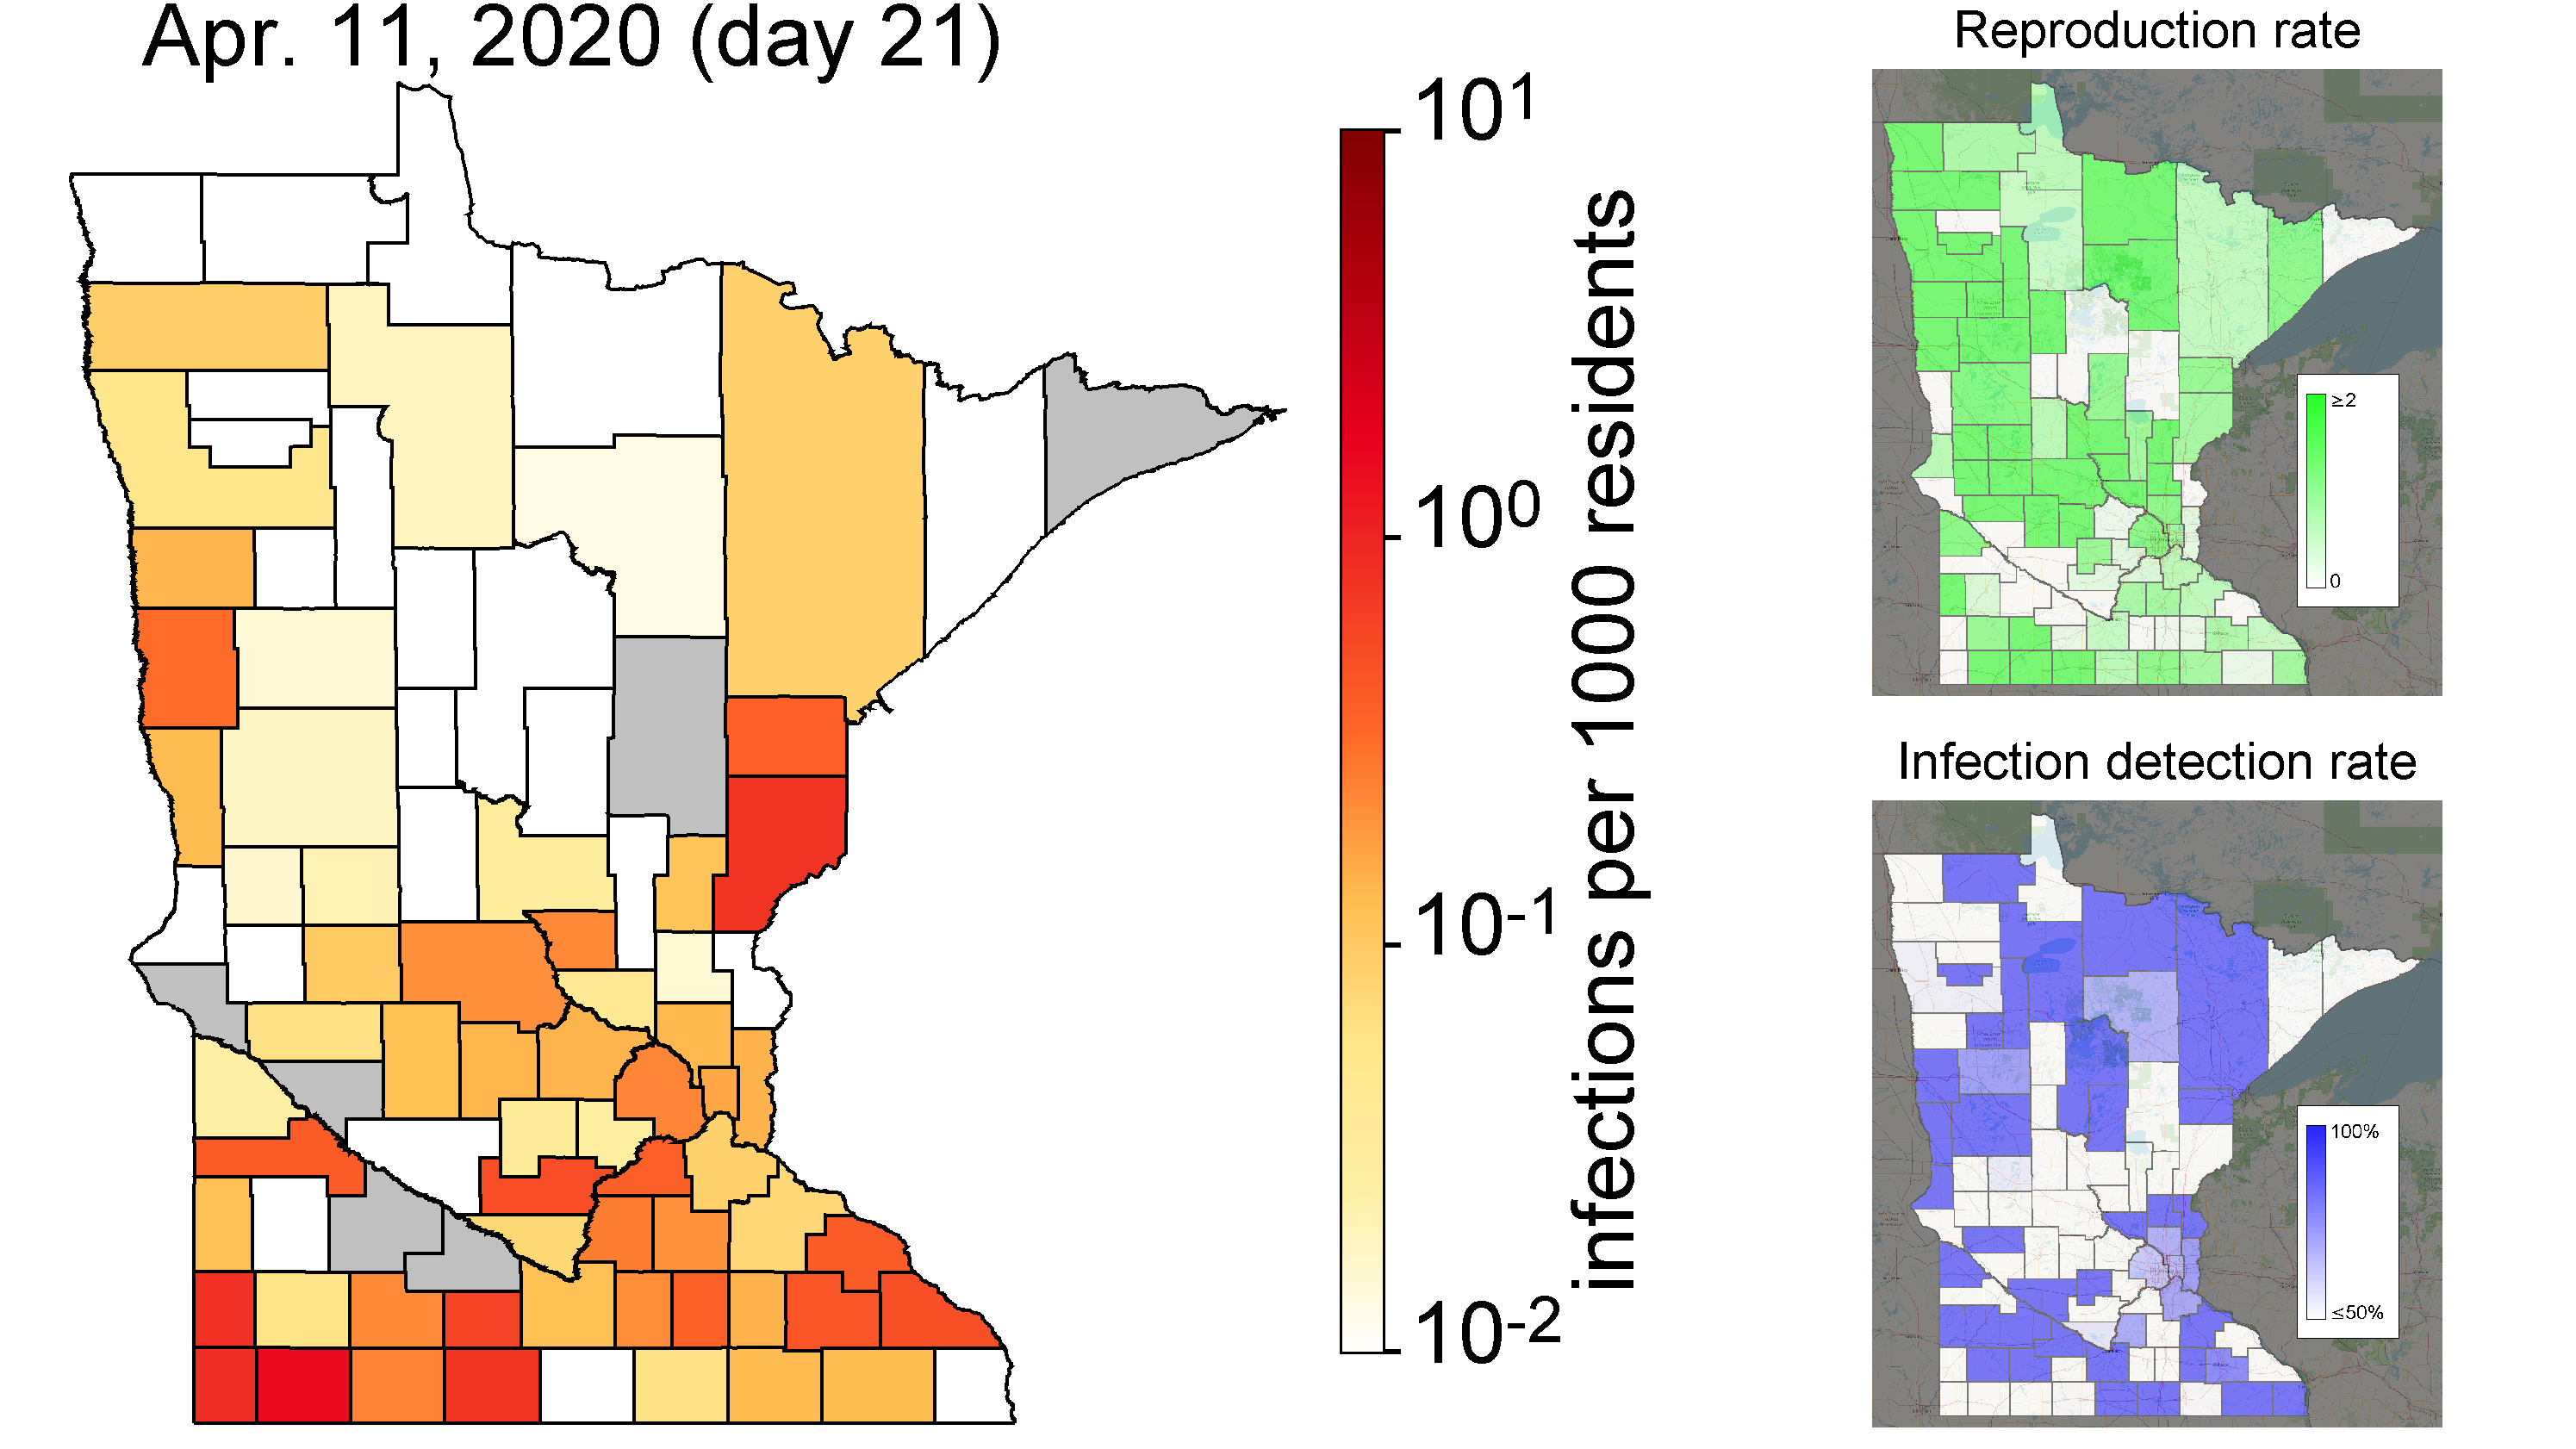 Apr. 11, 2020 (day 21)
10¹
10⁰
10⁻¹
10⁻²
infections per 1000 residents
Reproduction rate
≥2
0
Infection detection rate
100%
≤50%